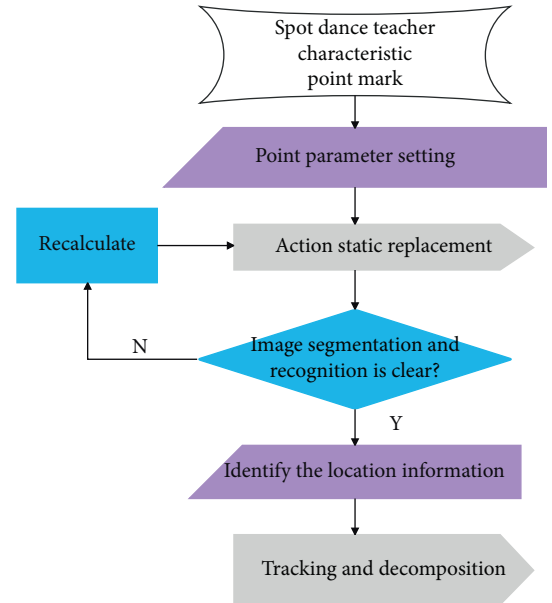 Spot dance teacher
characteristic
point mark
Point parameter setting
Recalculate
Action static replacement
Image segmentation and
recognition is clear?
N
Y
Identify the location information
Tracking and decomposition